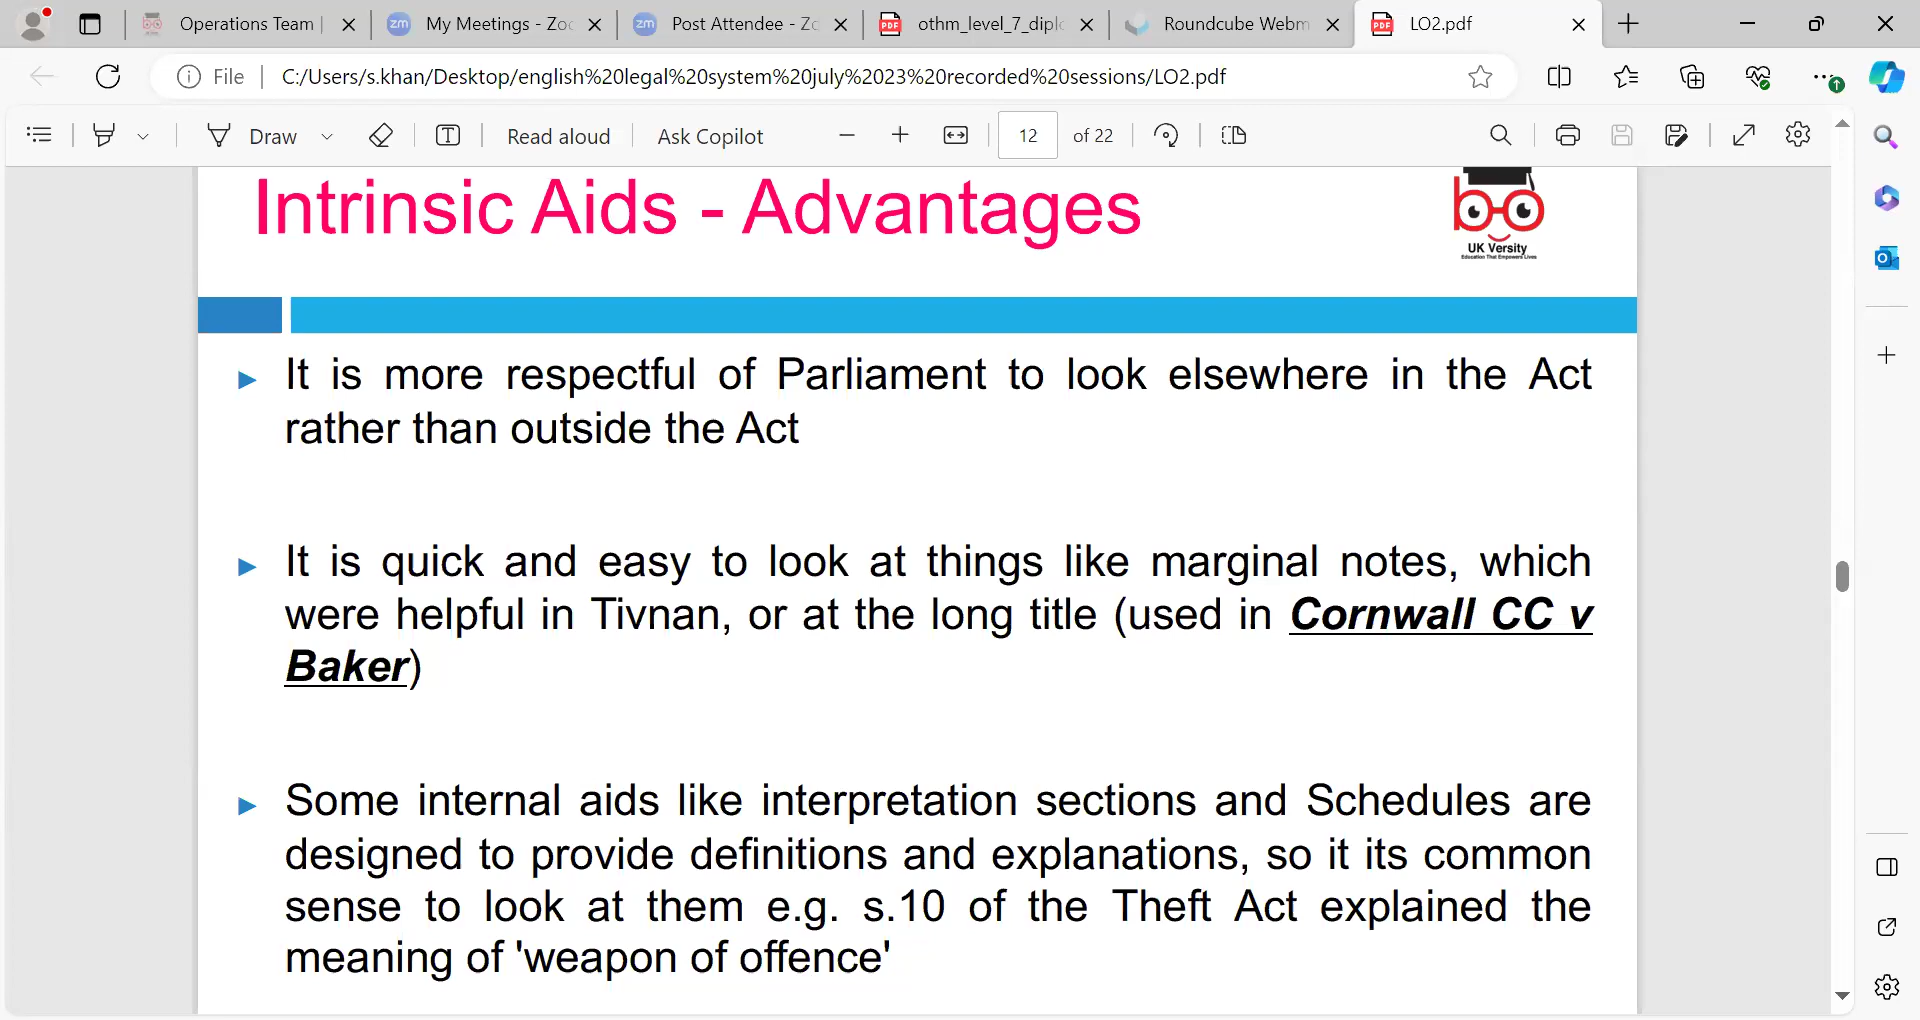 Operations Team |
My Meetings - Zoo
Post Attendee - Zo
othm_level_7_diplo
Roundcube Webm
LO2.pdf
File
C:/Users/s.khan/Desktop/english%20legal%20system%20july%2023%20recorded%20sessions/LO2.pdf
Draw
Read aloud
Ask Copilot
12 of 22
Intrinsic Aids - Advantages
UK Versity
Education That Empowers Lives
It is more respectful of Parliament to look elsewhere in the Act
rather than outside the Act
It is quick and easy to look at things like marginal notes, which
were helpful in Tivnan, or at the long title (used in Cornwall CC v
Baker)
Some internal aids like interpretation sections and Schedules are
designed to provide definitions and explanations, so it its common
sense to look at them e.g. s.10 of the Theft Act explained the
meaning of 'weapon of offence'